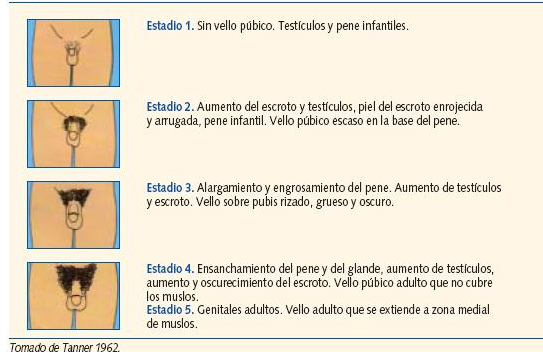 Estadio 1. Sin vello púbico. Testículos y pene infantiles.
Estadio 2. Aumento del escroto y testículos, piel del escroto enrojecida
y arrugada, pene infantil. Vello púbico escaso en la base del pene.
Estadio 3. Alargamiento y engrosamiento del pene. Aumento de testículos
y escroto. Vello sobre pubis rizado, grueso y oscuro.
Estadio 4. Ensanchamiento del pene y del glande, aumento de testículos,
aumento y oscurecimiento del escroto. Vello púbico adulto que no cubre
los muslos.
Estadio 5. Genitales adultos. Vello adulto que se extiende a zona medial
de muslos.
Tomado de Tanner 1962.